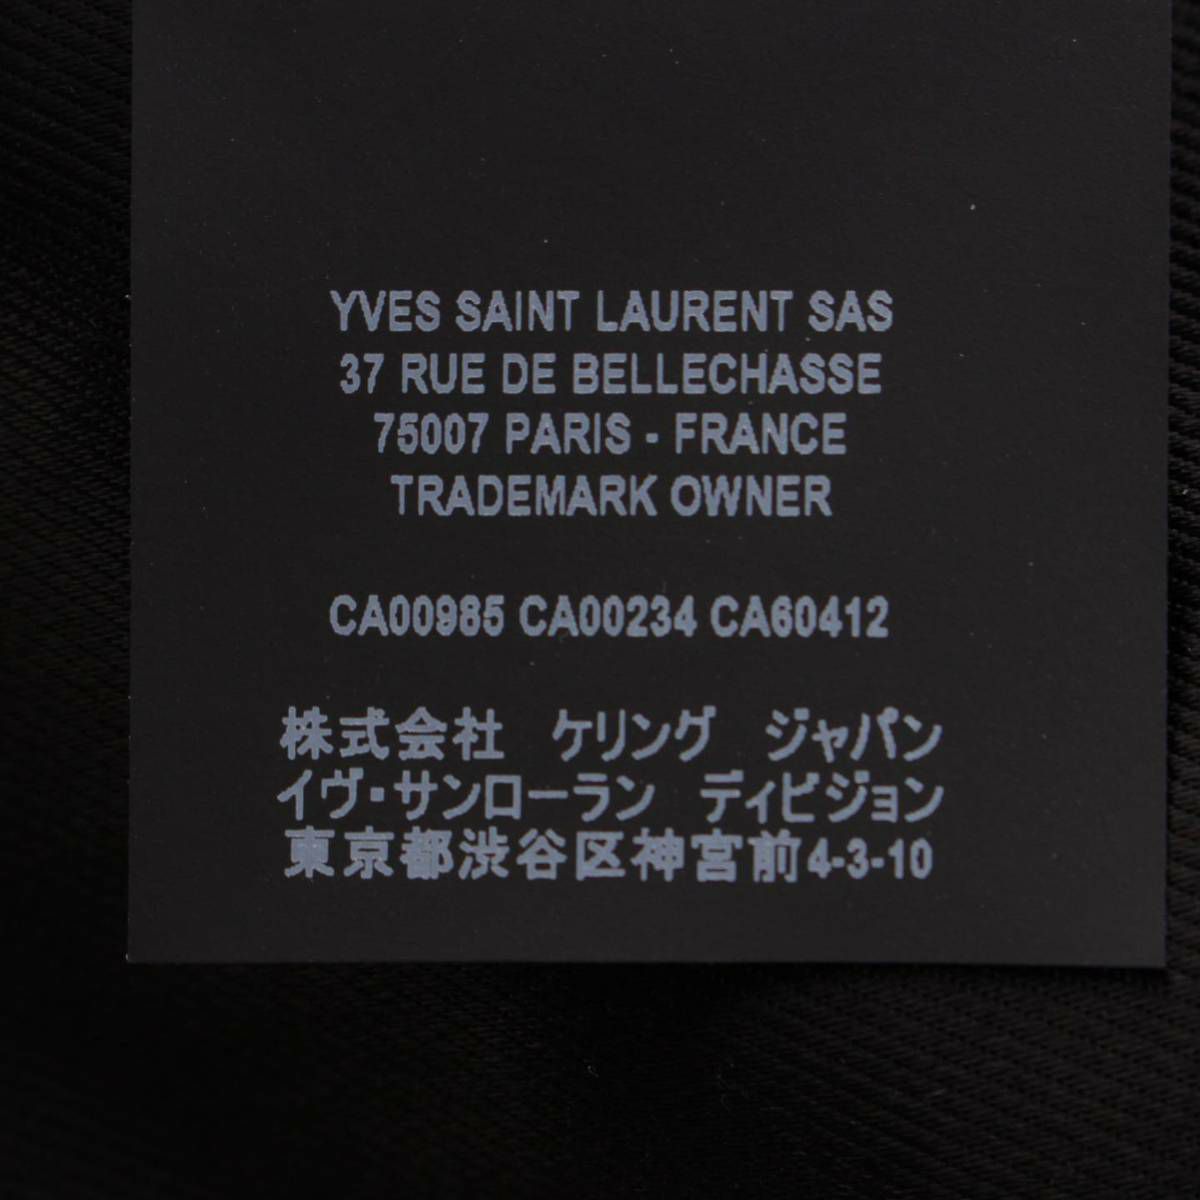 YVES SAINT LAURENT SAS
37 RUE DE BELLECHASSE
75007 PARIS - FRANCE
TRADEMARK OWNER
CA00985 CA00234 CA60412
株式会社　ケリング　ジャパン
イヴ・サンローラン　ディビジョン
東京都渋谷区神宮前4-3-10